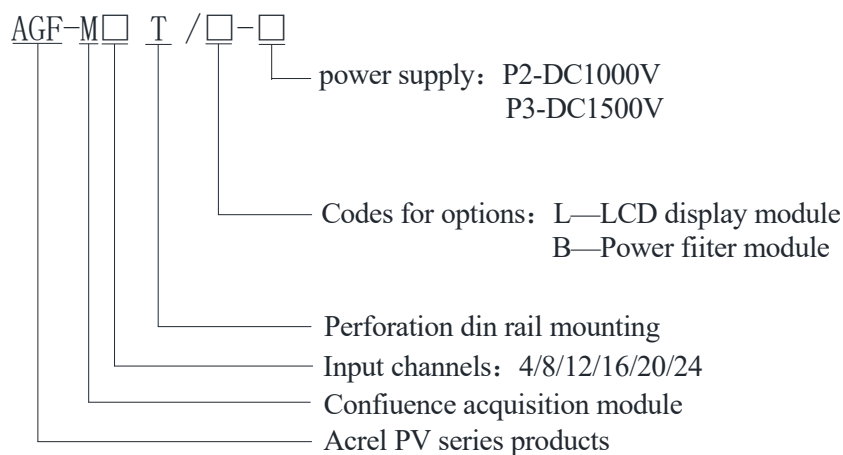 AGF-M□ T /□-□
power supply：P2-DC1000V
P3-DC1500V
Codes for options：L—LCD display module
B—Power fiiter module
Perforation din rail mounting
Input channels：4/8/12/16/20/24
Confiuence acquisition module
Acrel PV series products